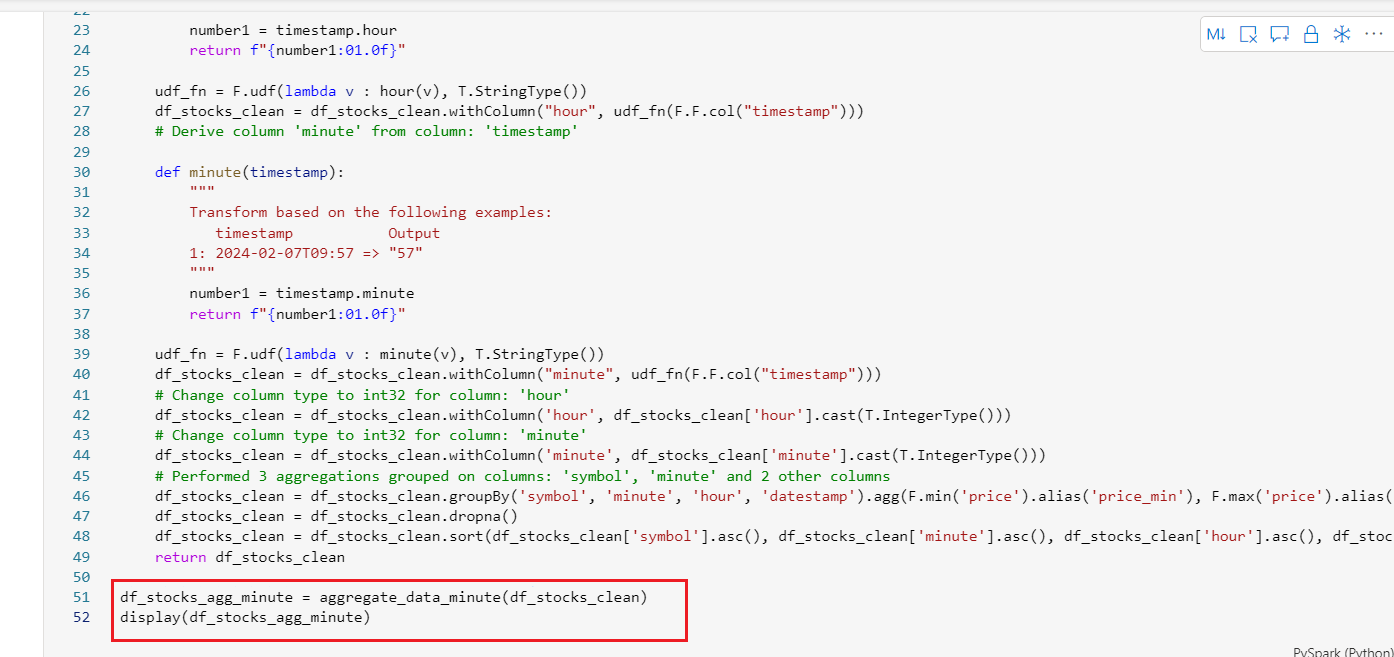 22
M↓
23 number1 = timestamp.hour
24 return f"{number1:01.0f}"
25
26 udf_fn = F.udf(lambda v : hour(v), T.StringType())
27 df_stocks_clean = df_stocks_clean.withColumn("hour", udf_fn(F.F.col("timestamp")))
28 # Derive column 'minute' from column: 'timestamp'
29
30 def minute(timestamp):
31 """
32 Transform based on the following examples:
33 timestamp Output
34 1: 2024-02-07T09:57 => "57"
35 """
36 number1 = timestamp.minute
37 return f"{number1:01.0f}"
38
39 udf_fn = F.udf(lambda v : minute(v), T.StringType())
40 df_stocks_clean = df_stocks_clean.withColumn("minute", udf_fn(F.F.col("timestamp")))
41 # Change column type to int32 for column: 'hour'
42 df_stocks_clean = df_stocks_clean.withColumn('hour', df_stocks_clean['hour'].cast(T.IntegerType()))
43 # Change column type to int32 for column: 'minute'
44 df_stocks_clean = df_stocks_clean.withColumn('minute', df_stocks_clean['minute'].cast(T.IntegerType()))
45 # Performed 3 aggregations grouped on columns: 'symbol', 'minute' and 2 other columns
46 df_stocks_clean = df_stocks_clean.groupBy('symbol', 'minute', 'hour', 'datestamp').agg(F.min('price').alias('price_min'), F.max('price').alias(
47 df_stocks_clean = df_stocks_clean.dropna()
48 df_stocks_clean = df_stocks_clean.sort(df_stocks_clean['symbol'].asc(), df_stocks_clean['minute'].asc(), df_stocks_clean['hour'].asc(), df_stoc
49 return df_stocks_clean
50
51 df_stocks_agg_minute = aggregate_data_minute(df_stocks_clean)
52 display(df_stocks_agg_minute)
PySpark (Python)